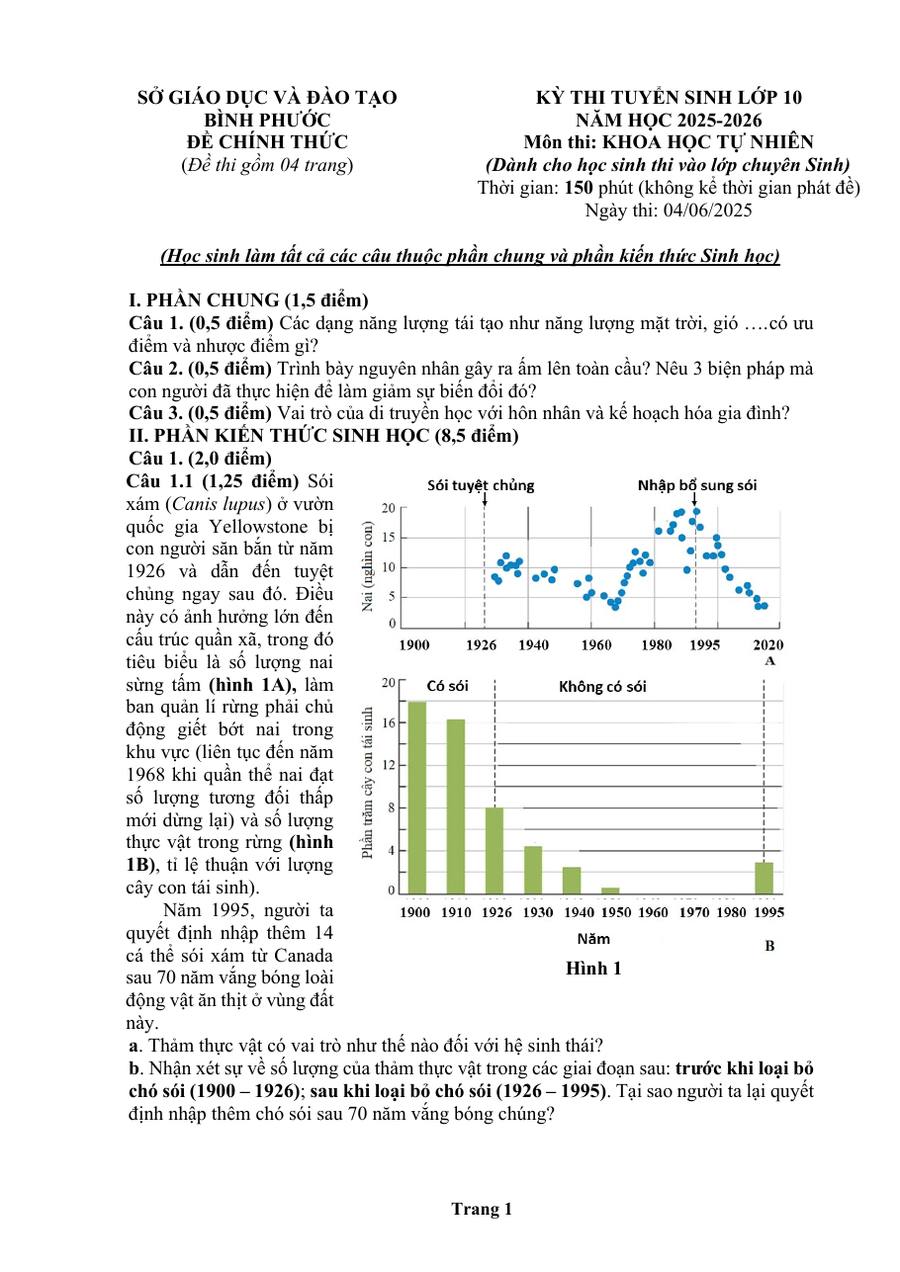 SỞ GIÁO DỤC VÀ ĐÀO TẠO
BÌNH PHƯỚC
ĐỀ CHÍNH THỨC
(Đề thi gồm 04 trang)
KỲ THI TUYỂN SINH LỚP 10
NĂM HỌC 2025-2026
Môn thi: KHOA HỌC TỰ NHIÊN
(Dành cho học sinh thi vào lớp chuyên Sinh)
Thời gian: 150 phút (không kể thời gian phát đề)
Ngày thi: 04/06/2025
(Học sinh làm tất cả các câu thuộc phần chung và phần kiến thức Sinh học)
I. PHẦN CHUNG (1,5 điểm)
Câu 1. (0,5 điểm) Các dạng năng lượng tái tạo như năng lượng mặt trời, gió ….có ưu
điểm và nhược điểm gì?
Câu 2. (0,5 điểm) Trình bày nguyên nhân gây ra ấm lên toàn cầu? Nêu 3 biện pháp mà
con người đã thực hiện để làm giảm sự biến đổi đó?
Câu 3. (0,5 điểm) Vai trò của di truyền học với hôn nhân và kế hoạch hóa gia đình?
II. PHẦN KIẾN THỨC SINH HỌC (8,5 điểm)
Câu 1. (2,0 điểm)
Câu 1.1 (1,25 điểm) Sói
xám (Canis lupus) ở vườn
quốc gia Yellowstone bị
con người săn bắn từ năm
1926 và dẫn đến tuyệt
chủng ngay sau đó. Điều
này có ảnh hưởng lớn đến
cấu trúc quần xã, trong đó
tiêu biểu là số lượng nai
sừng tấm (hình 1A), làm
ban quản lí rừng phải chủ
động giết bớt nai trong
khu vực (liên tục đến năm
1968 khi quần thể nai đạt
số lượng tương đối thấp
mới dừng lại) và số lượng
thực vật trong rừng (hình
1B), tỉ lệ thuận với lượng
cây con tái sinh).
Năm 1995, người ta
quyết định nhập thêm 14
cá thể sói xám từ Canada
sau 70 năm vắng bóng loài
động vật ăn thịt ở vùng đất
này.
Sói tuyệt chủng
Nhập bổ sung sói
Nai (nghìn con)
20
15
10
5
0
1900 1926 1940 1960 1980 1995 2020
A
Có sói
Không có sói
Phần trăm cây con tái sinh
20
16
12
8
4
0
1900 1910 1926 1930 1940 1950 1960 1970 1980 1995
Năm
B
Hình 1
a. Thảm thực vật có vai trò như thế nào đối với hệ sinh thái?
b. Nhận xét sự về số lượng của thảm thực vật trong các giai đoạn sau: trước khi loại bỏ
chó sói (1900 – 1926); sau khi loại bỏ chó sói (1926 – 1995). Tại sao người ta lại quyết
định nhập thêm chó sói sau 70 năm vắng bóng chúng?
Trang 1